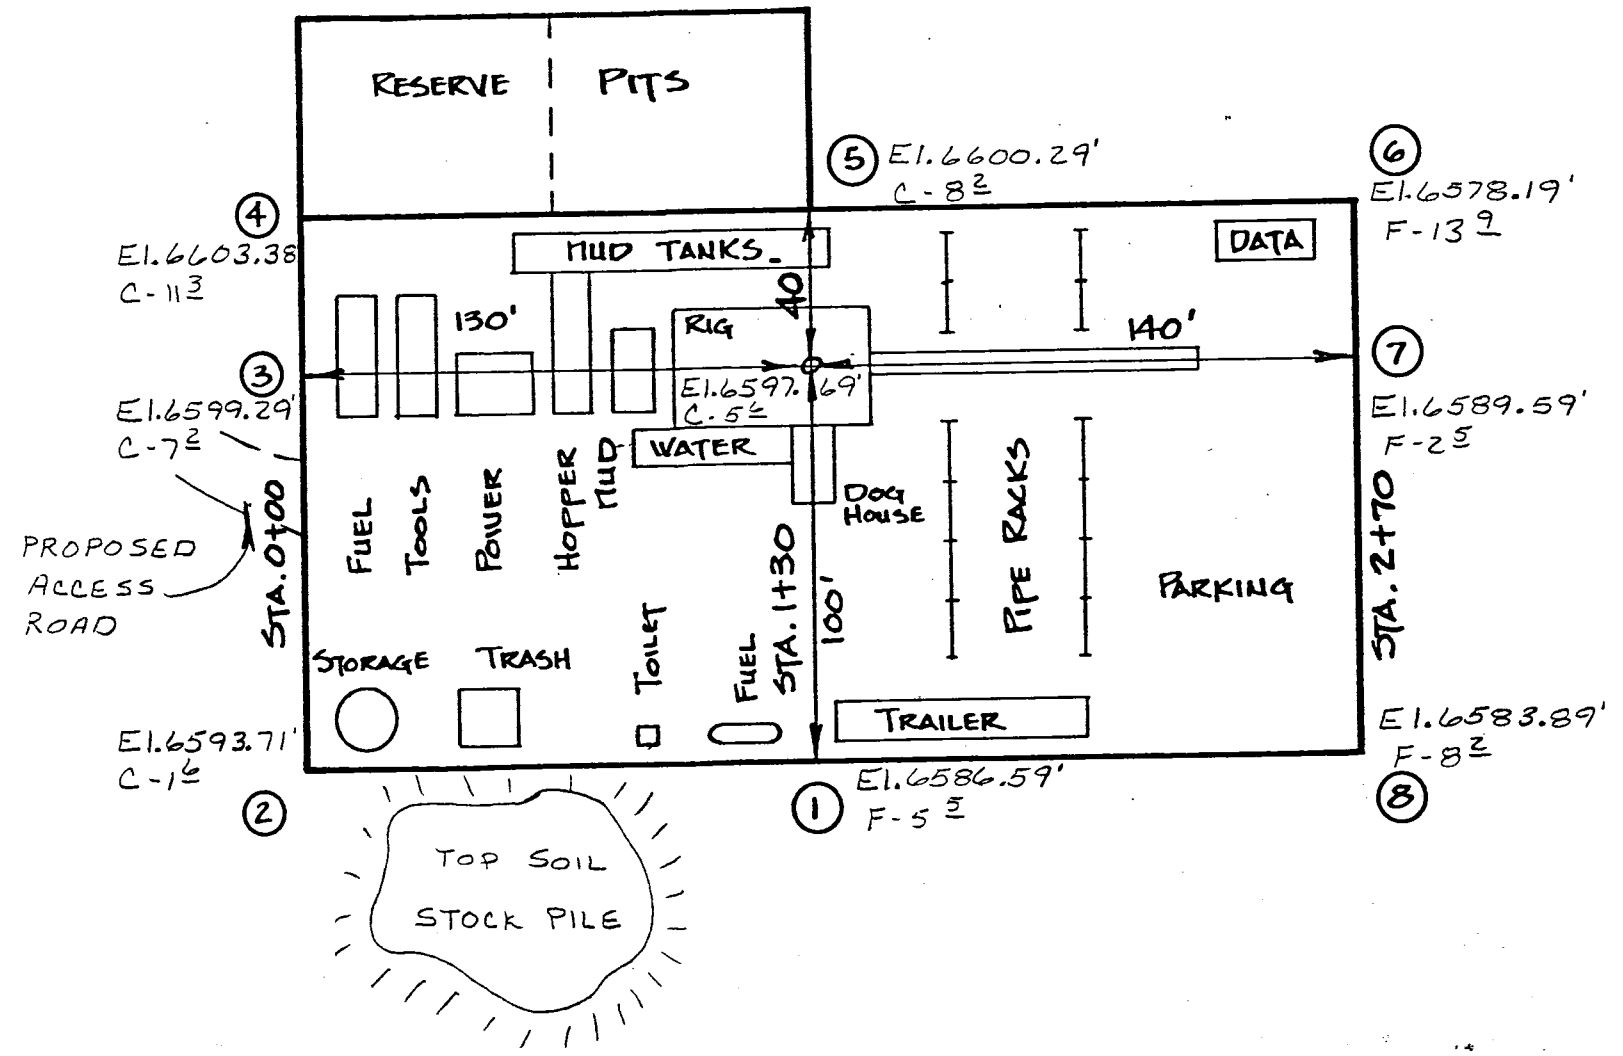 RESERVE PITS
5 El. 6600.29'
C-8 2
6
El. 6578.19'
F-13 9
4
El. 6603.38
C-11 3
MUD TANKS
DATA
40
130'
RIG
140'
3
7
El. 6597.69'
C-5 6
El. 6599.29'
C-7 2
El. 6589.59'
F-2 5
WATER
MUD
HOPPER
POWER
TOOLS
FUEL
DOG
HOUSE
PIPE RACKS
STA. 0+00
STA. 1+30
100'
STA. 2+70
PROPOSED
ACCESS
ROAD
PARKING
STORAGE
TRASH
TOILET
FUEL
TRAILER
El. 6593.71'
C-1 6
2
1
El. 6586.59'
F-5 5
El. 6583.89'
F-8 2
8
TOP SOIL
STOCK PILE